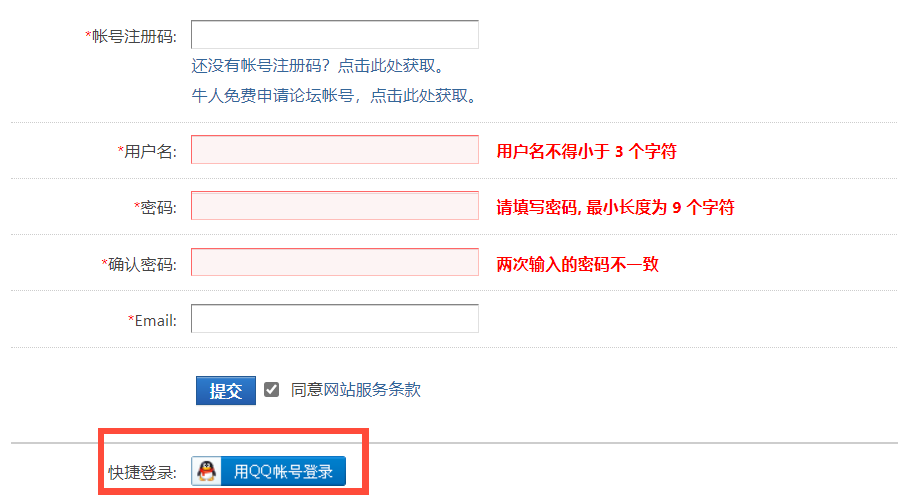 *帐号注册码:
还没有帐号注册码？点击此处获取。
牛人免费申请论坛帐号，点击此处获取。
*用户名: 用户名不得小于 3 个字符
*密码: 请填写密码, 最小长度为 9 个字符
*确认密码: 两次输入的密码不一致
*Email:
提交 同意网站服务条款
快捷登录: 用QQ帐号登录